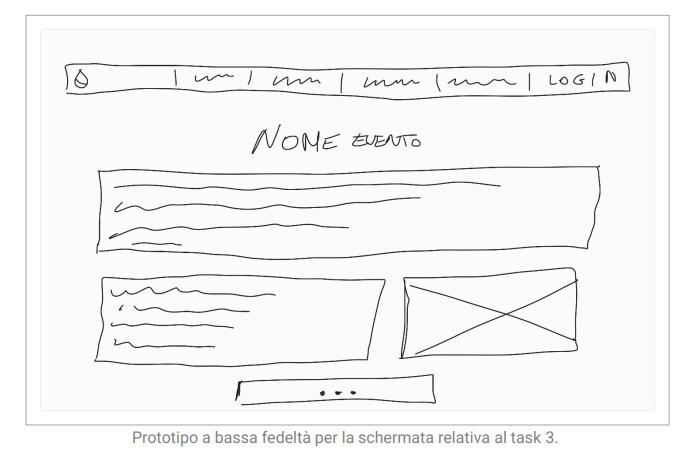 LOGIN
NOME EVENTO
Prototipo a bassa fedeltà per la schermata relativa al task 3.